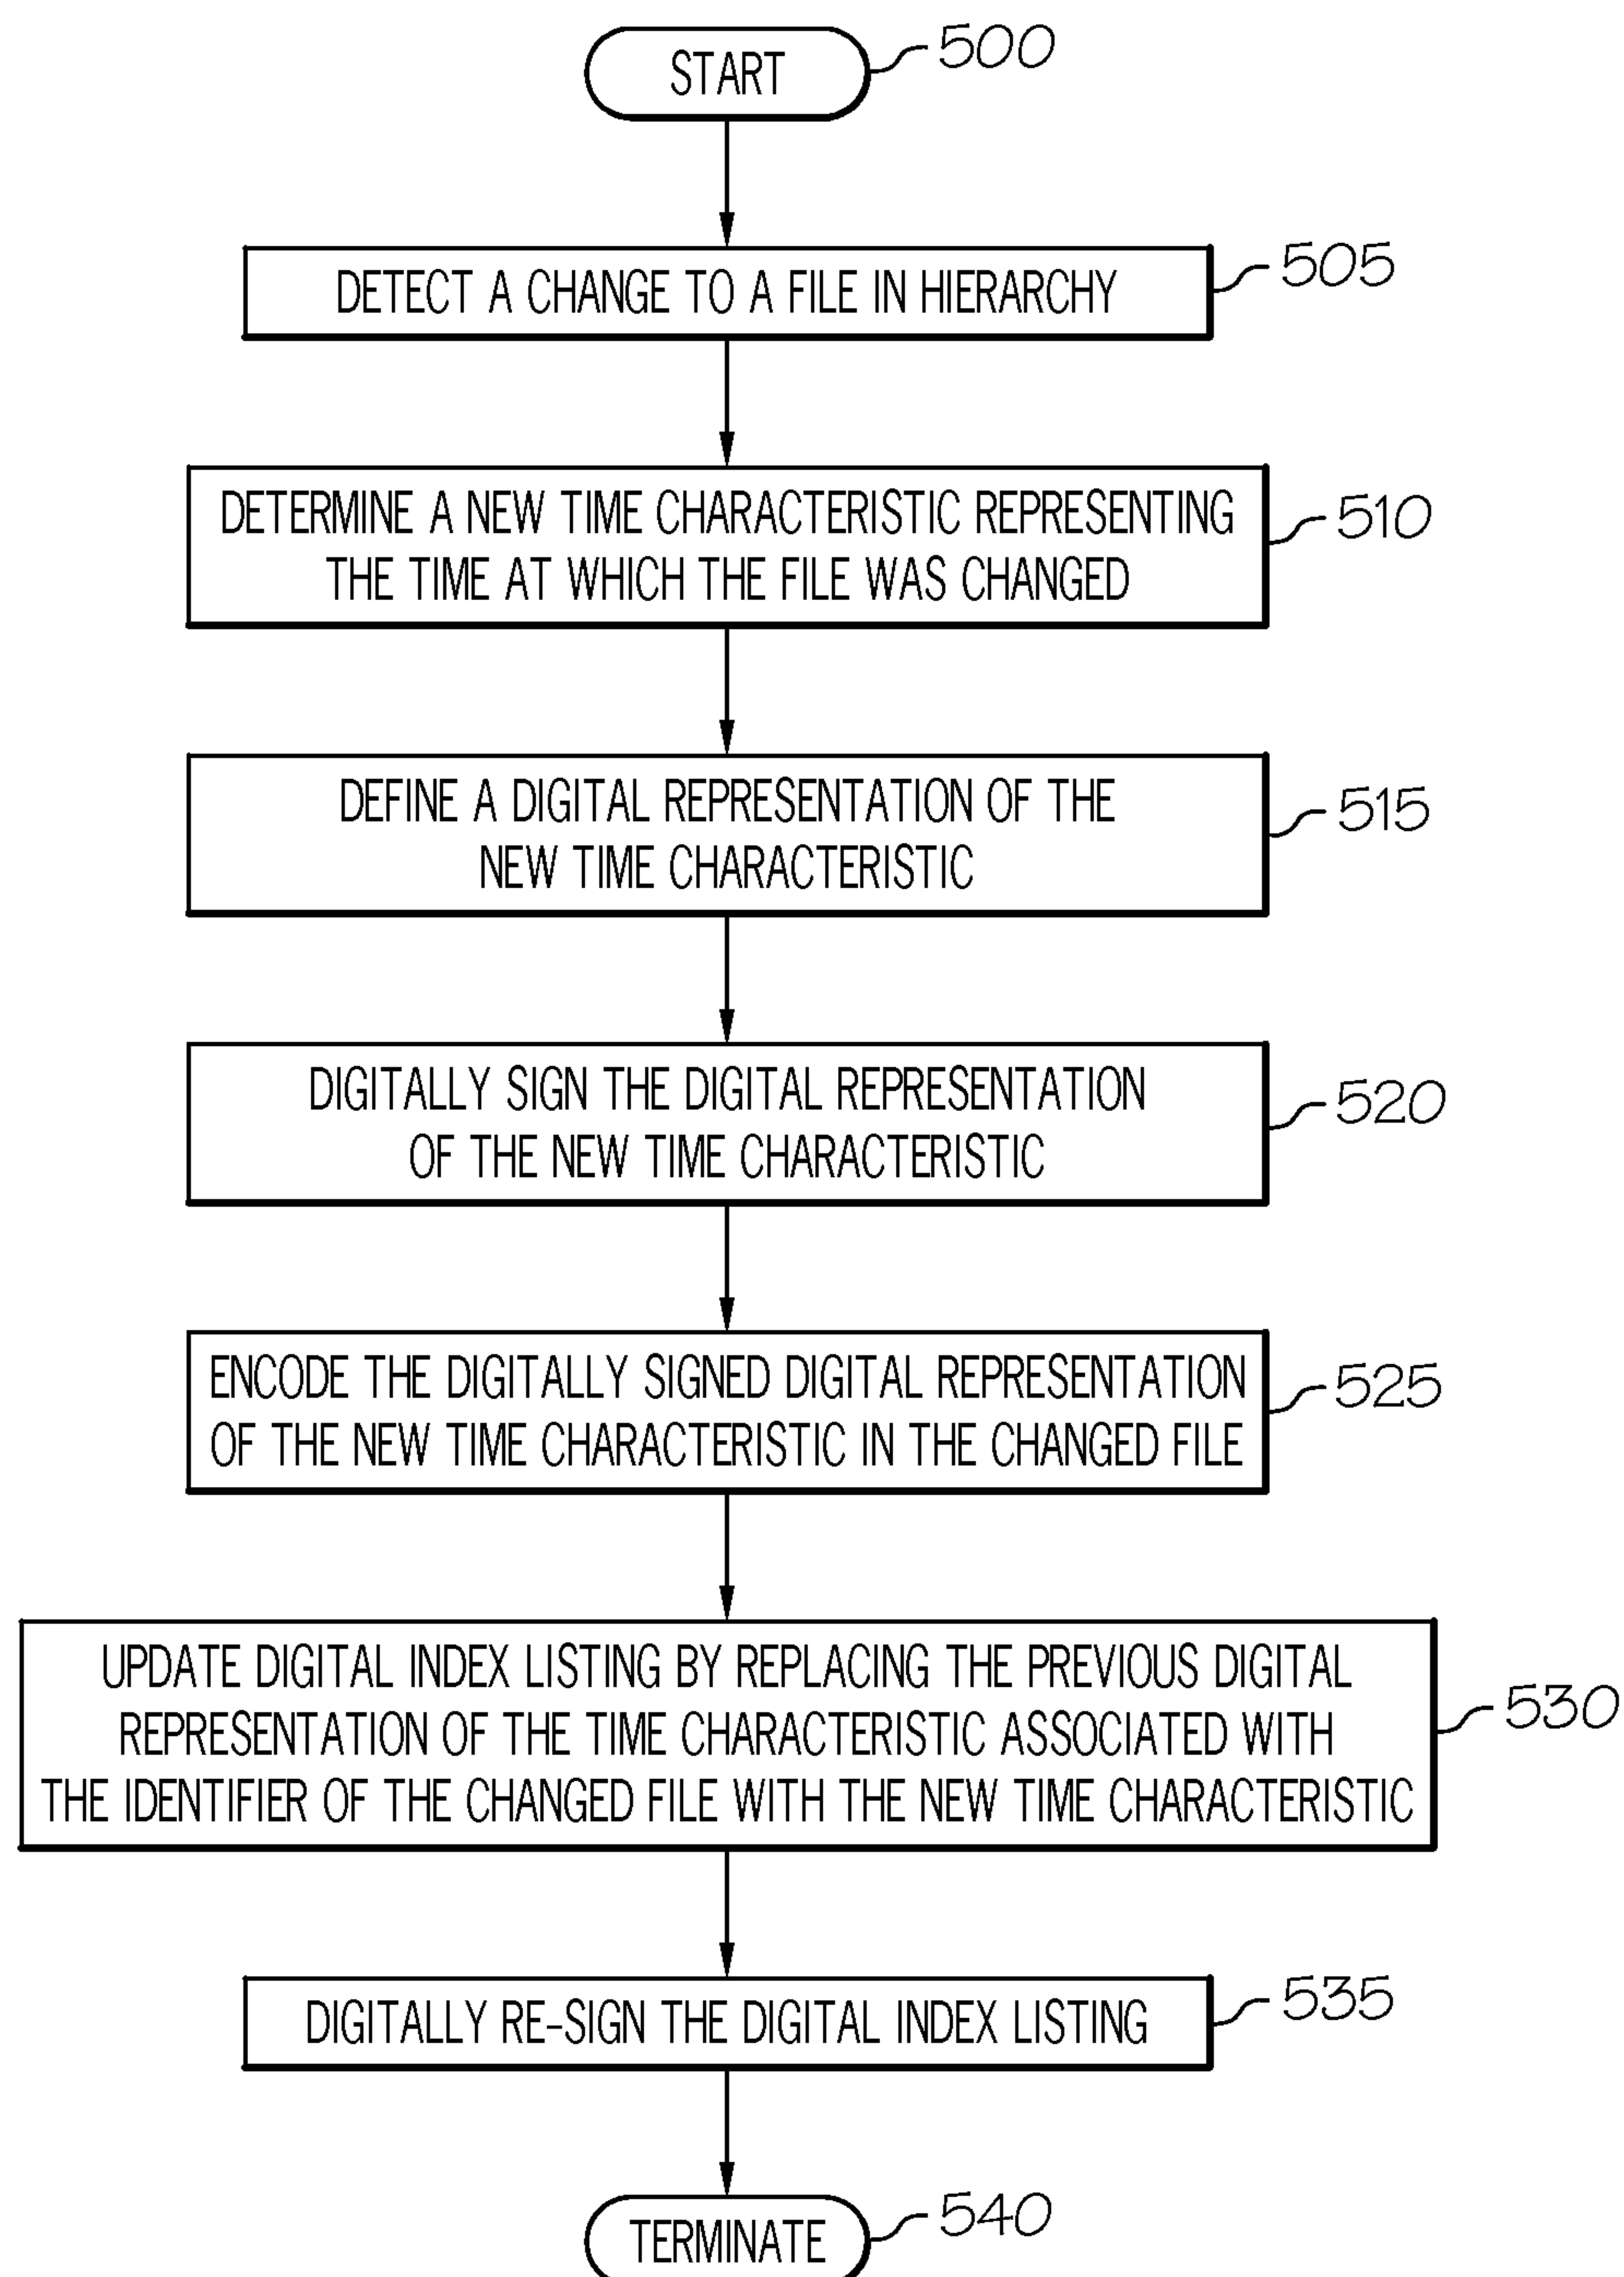 START
500
DETECT A CHANGE TO A FILE IN HIERARCHY
505
DETERMINE A NEW TIME CHARACTERISTIC REPRESENTING
THE TIME AT WHICH THE FILE WAS CHANGED
510
DEFINE A DIGITAL REPRESENTATION OF THE
NEW TIME CHARACTERISTIC
515
DIGITALLY SIGN THE DIGITAL REPRESENTATION
OF THE NEW TIME CHARACTERISTIC
520
ENCODE THE DIGITALLY SIGNED DIGITAL REPRESENTATION
OF THE NEW TIME CHARACTERISTIC IN THE CHANGED FILE
525
UPDATE DIGITAL INDEX LISTING BY REPLACING THE PREVIOUS DIGITAL
REPRESENTATION OF THE TIME CHARACTERISTIC ASSOCIATED WITH
THE IDENTIFIER OF THE CHANGED FILE WITH THE NEW TIME CHARACTERISTIC
530
DIGITALLY RE-SIGN THE DIGITAL INDEX LISTING
535
TERMINATE
540